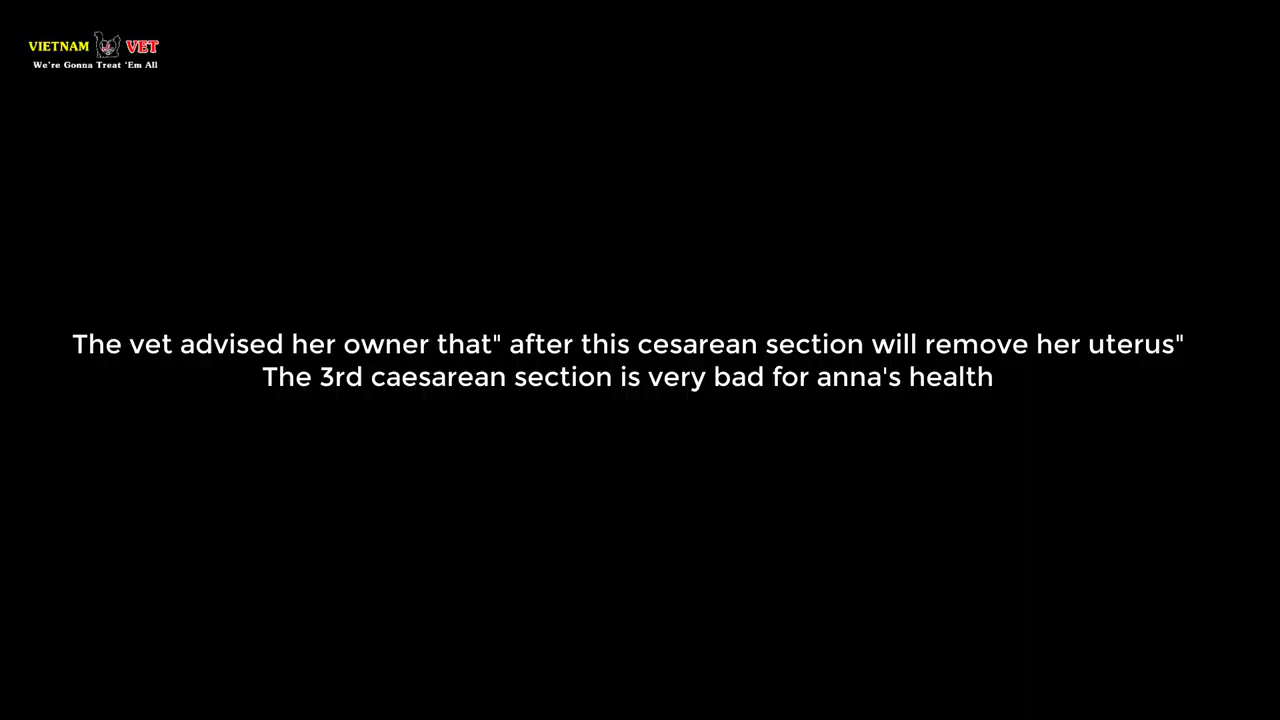 VIETNAM VET
We're Gonna Treat 'Em All
The vet advised her owner that" after this cesarean section will remove her uterus"
The 3rd caesarean section is very bad for anna's health